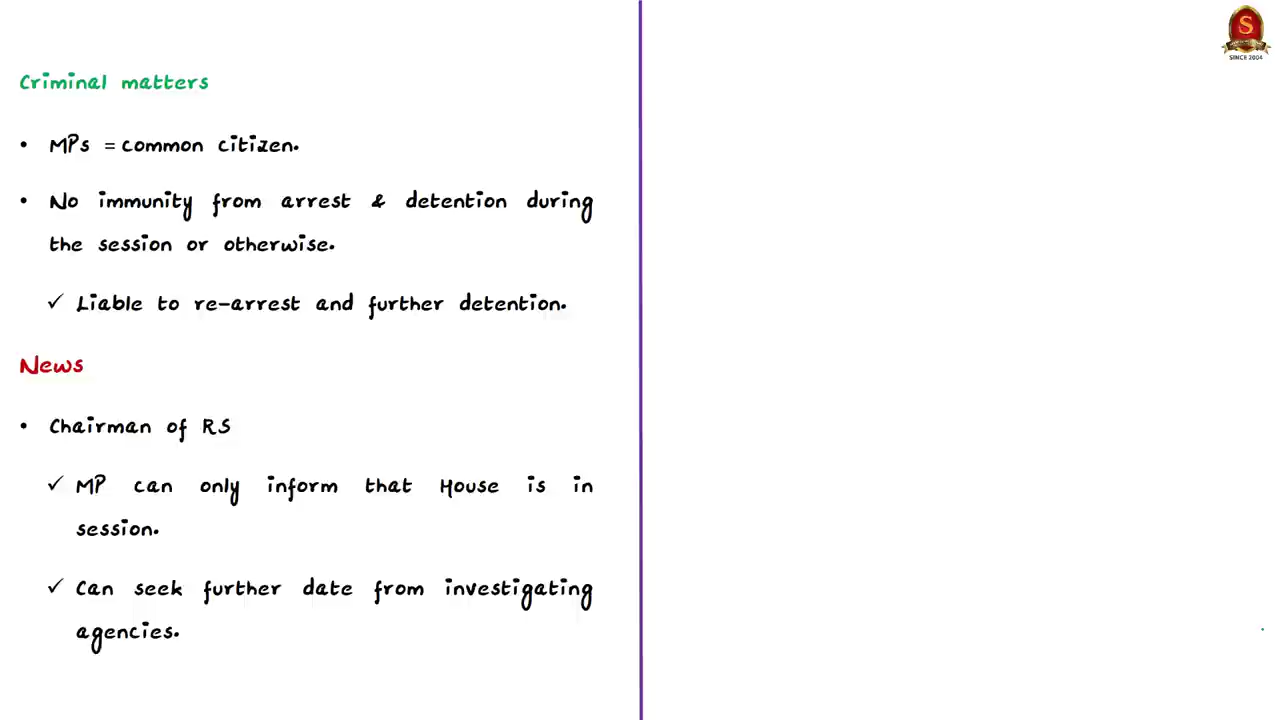 Criminal matters
• MPs = common citizen.
• No immunity from arrest & detention during
the session or otherwise.
✓ Liable to re-arrest and further detention.
News
• Chairman of RS
✓ MP can only inform that House is in
session.
✓ Can seek further date from investigating
agencies.
S
SINCE 2004